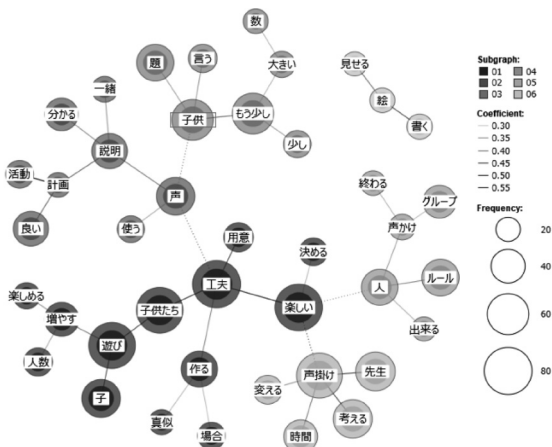 数
題
言う
大きい
見せる
一緒
絵
分かる
子供
もう少し
書く
説明
少し
活動
計画
終わる
声
グループ
良い
使う
声かけ
用意
決める
工夫
人
ルール
楽しめる
子供たち
楽しい
増やす
出来る
遊び
人数
作る
声掛け
先生
子
変える
真似
考える
場合
時間
Subgraph:
01 04
02 05
03 06
Coefficient:
0.30
0.35
0.40
0.45
0.50
0.55
Frequency:
20
40
60
80